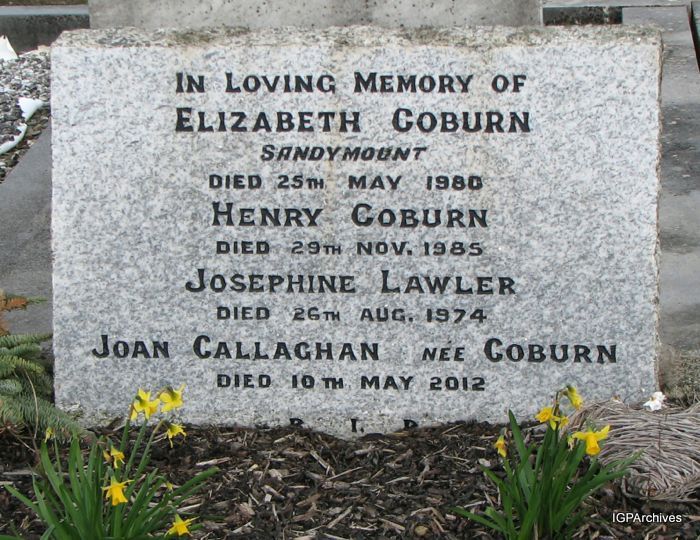 In Loving Memory of
Elizabeth Coburn
SANDYMOUNT
DIED 25TH MAY 1980
Henry Coburn
DIED 29TH NOV. 1985
Josephine Lawler
DIED 26TH AUG. 1974
Joan Callaghan née Coburn
DIED 10TH MAY 2012
R. I. P.
IGPArchives